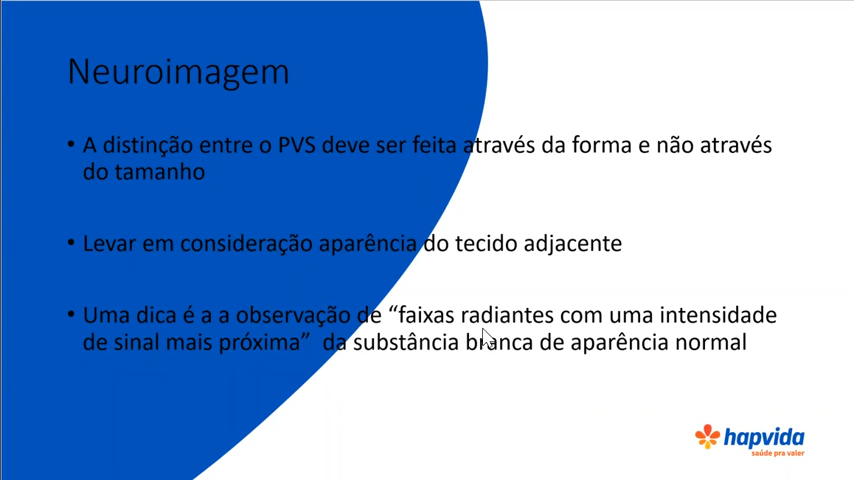 Neuroimagem
• A distinção entre o PVS deve ser feita através da forma e não através
do tamanho
• Levar em consideração aparência do tecido adjacente
• Uma dica é a a observação de “faixas radiantes com uma intensidade
de sinal mais próxima”  da substância branca de aparência normal
hapvida
saúde pra valer